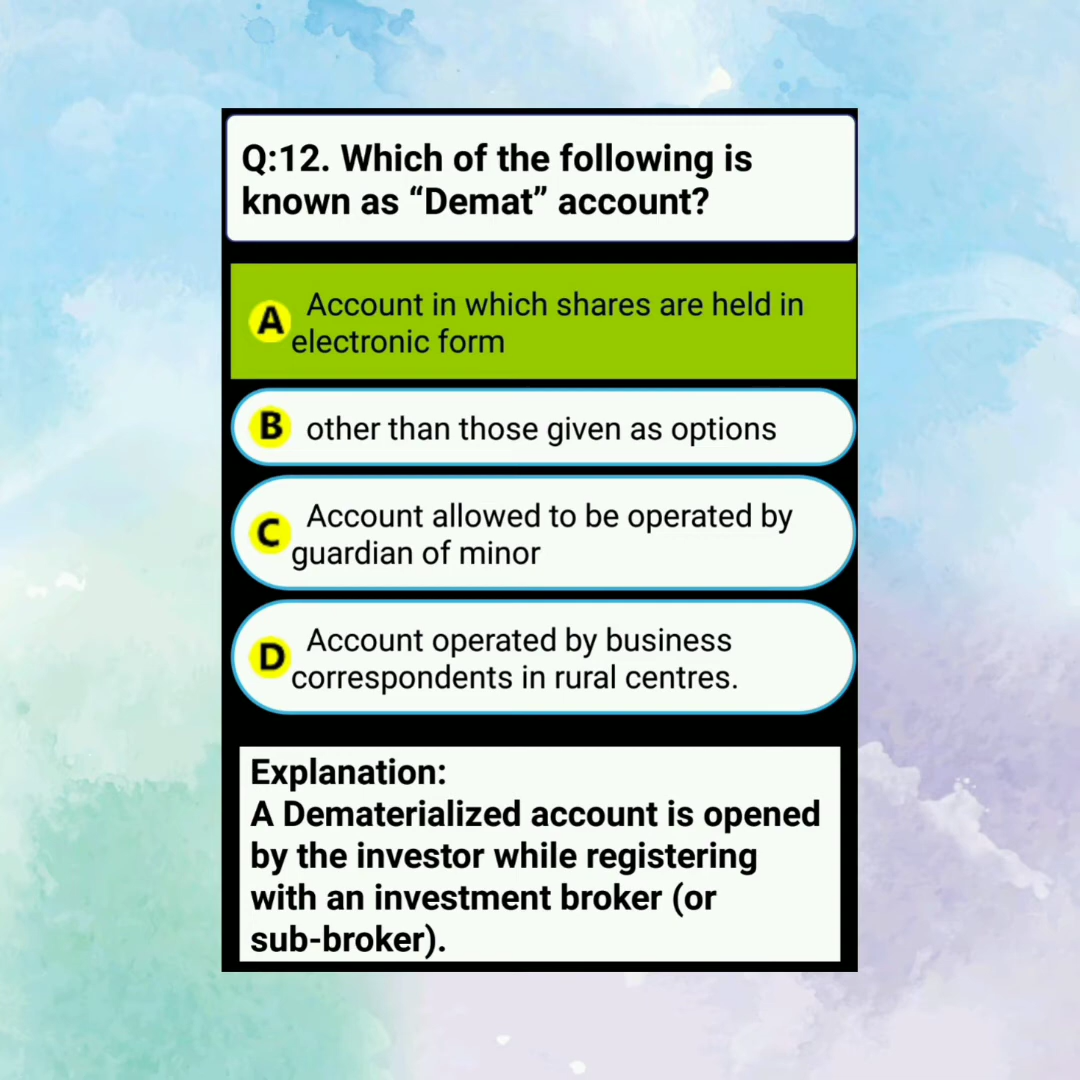 Q:12. Which of the following is
known as “Demat” account?
A Account in which shares are held in
electronic form
B other than those given as options
C Account allowed to be operated by
guardian of minor
D Account operated by business
correspondents in rural centres.
Explanation:
A Dematerialized account is opened
by the investor while registering
with an investment broker (or
sub-broker).